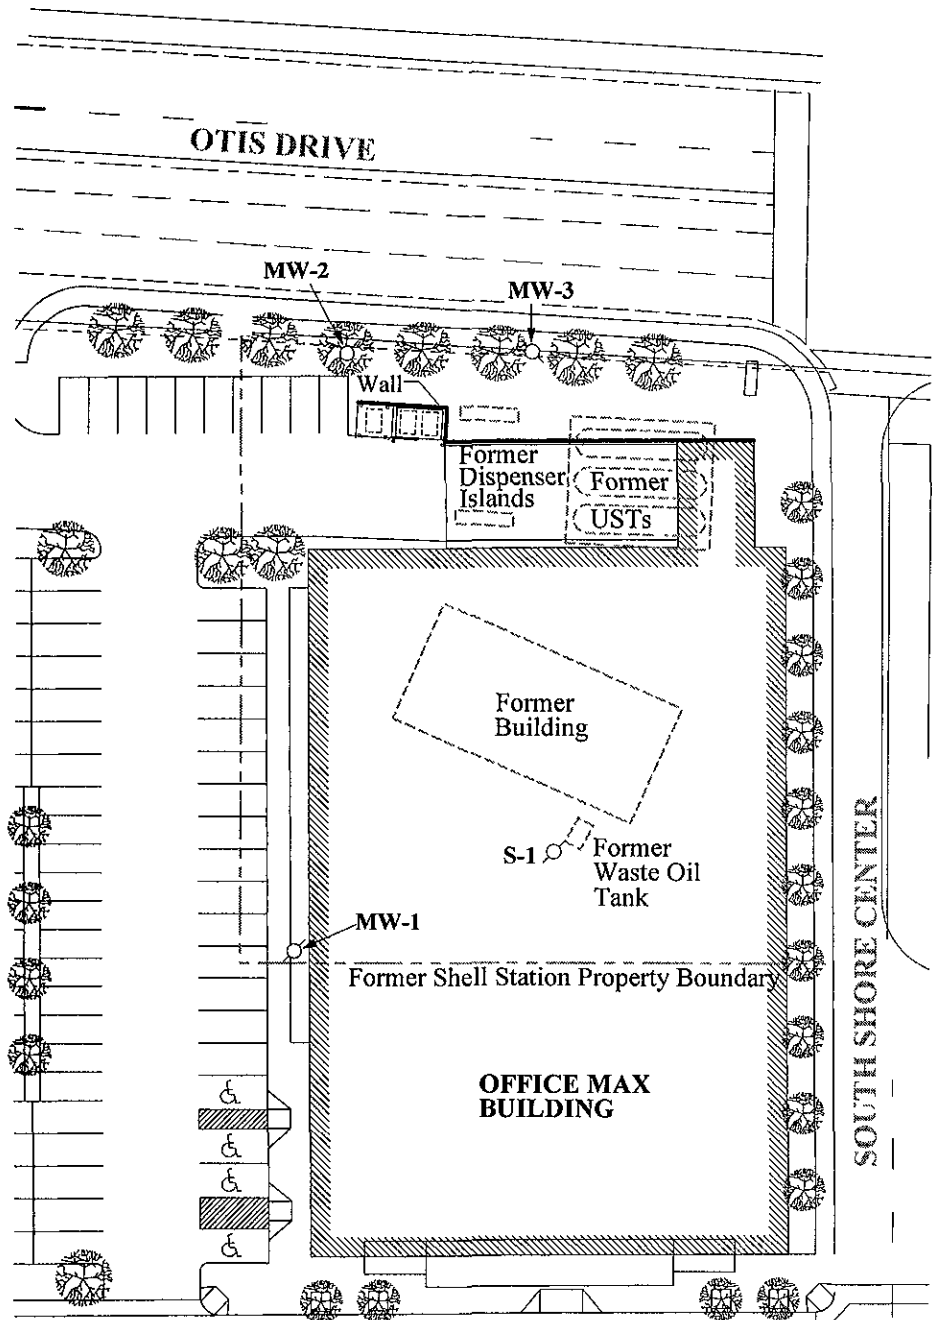 OTIS DRIVE
MW-2
MW-3
Wall
Former
Dispenser
Islands
Former
USTs
Former
Building
S-1
Former
Waste Oil
Tank
MW-1
Former Shell Station Property Boundary
OFFICE MAX
BUILDING
SOUTH SHORE CENTER